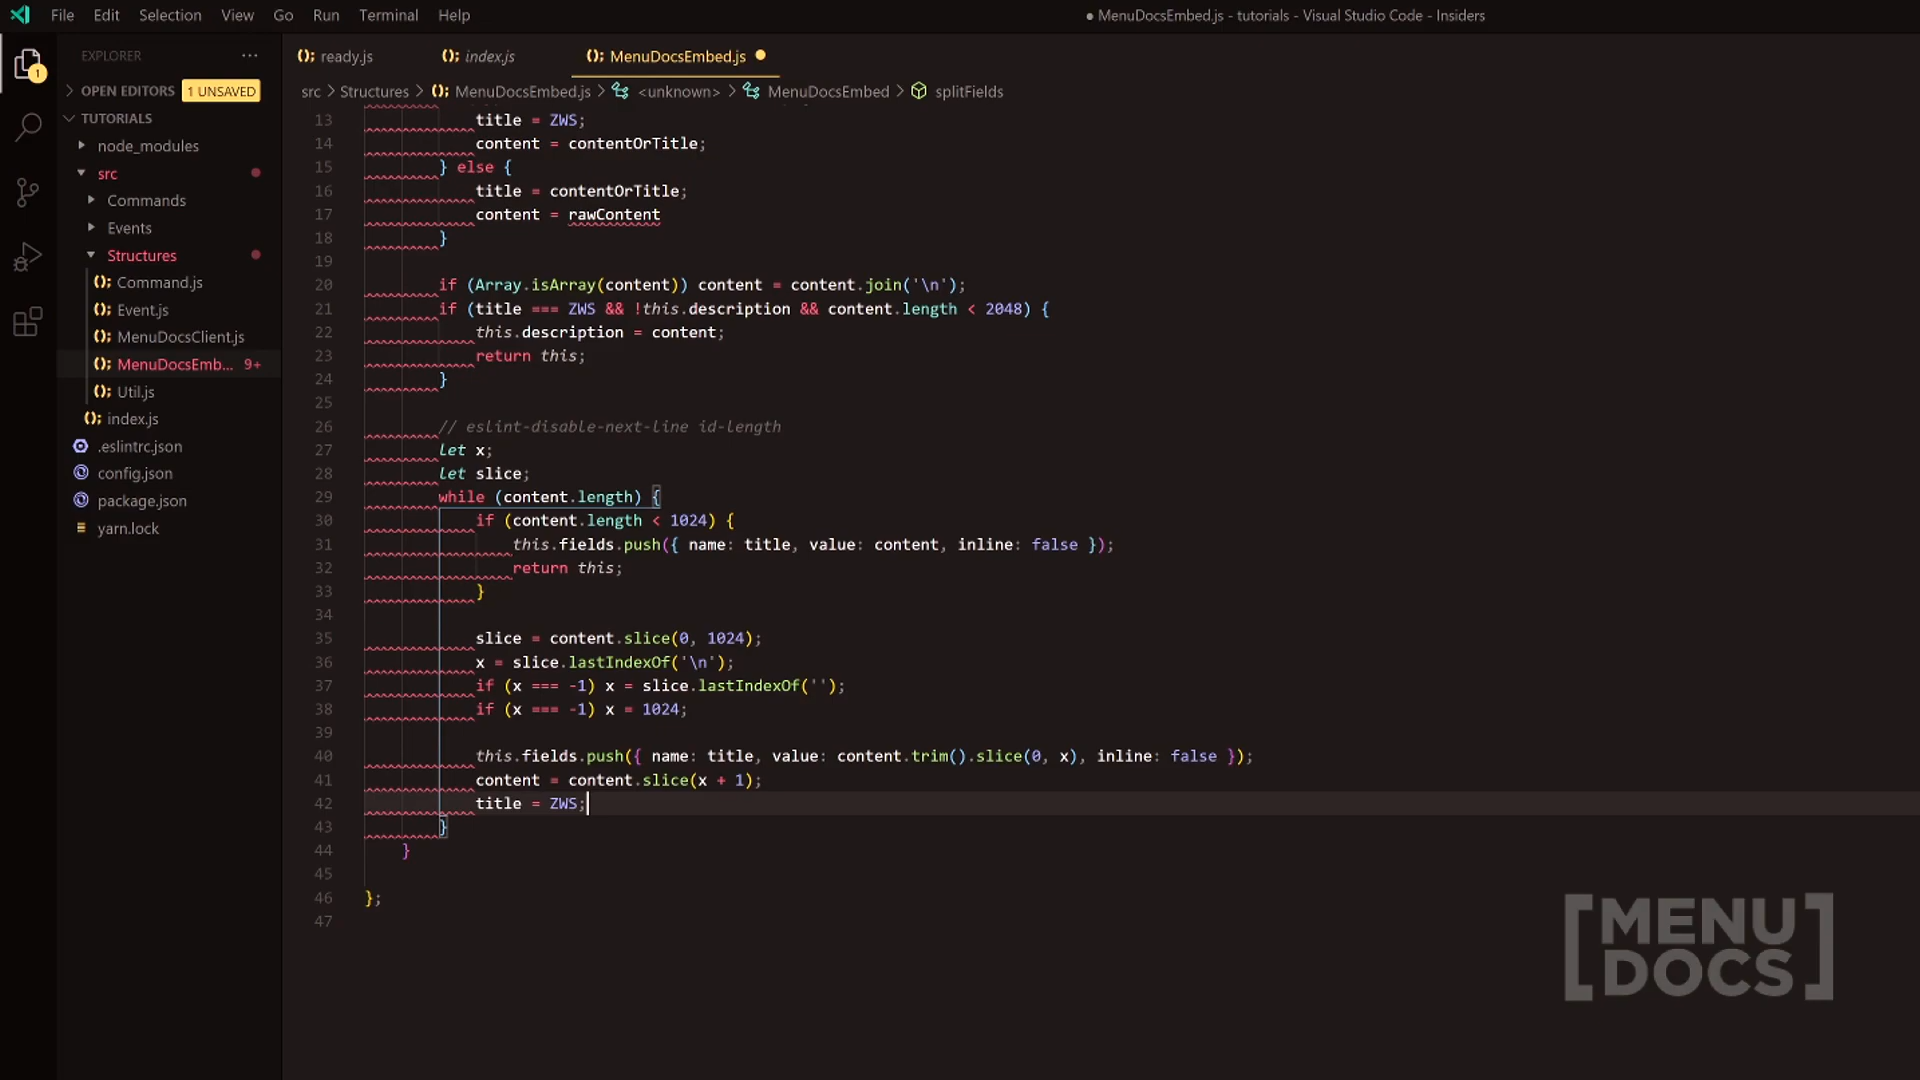 File Edit Selection View Go Run Terminal Help
● MenuDocsEmbed.js - tutorials - Visual Studio Code - Insiders
1
EXPLORER ···
OPEN EDITORS 1 UNSAVED
TUTORIALS
node_modules
src
Commands
Events
Structures
Command.js
Event.js
MenuDocsClient.js
MenuDocsEmb... 9+
Util.js
index.js
.eslintrc.json
config.json
package.json
yarn.lock
ready.js index.js MenuDocsEmbed.js
src > Structures > MenuDocsEmbed.js > <unknown> > MenuDocsEmbed > splitFields
13 title = ZWS;
14 content = contentOrTitle;
15 } else {
16 title = contentOrTitle;
17 content = rawContent
18 }
19
20 if (Array.isArray(content)) content = content.join('\n');
21 if (title === ZWS && !this.description && content.length < 2048) {
22 this.description = content;
23 return this;
24 }
25
26 // eslint-disable-next-line id-length
27 let x;
28 let slice;
29 while (content.length) {
30 if (content.length < 1024) {
31 this.fields.push({ name: title, value: content, inline: false });
32 return this;
33 }
34
35 slice = content.slice(0, 1024);
36 x = slice.lastIndexOf('\n');
37 if (x === -1) x = slice.lastIndexOf('');
38 if (x === -1) x = 1024;
39
40 this.fields.push({ name: title, value: content.trim().slice(0, x), inline: false });
41 content = content.slice(x + 1);
42 title = ZWS;
43 }
44 }
45
46 };
47
[MENU
DOCS]